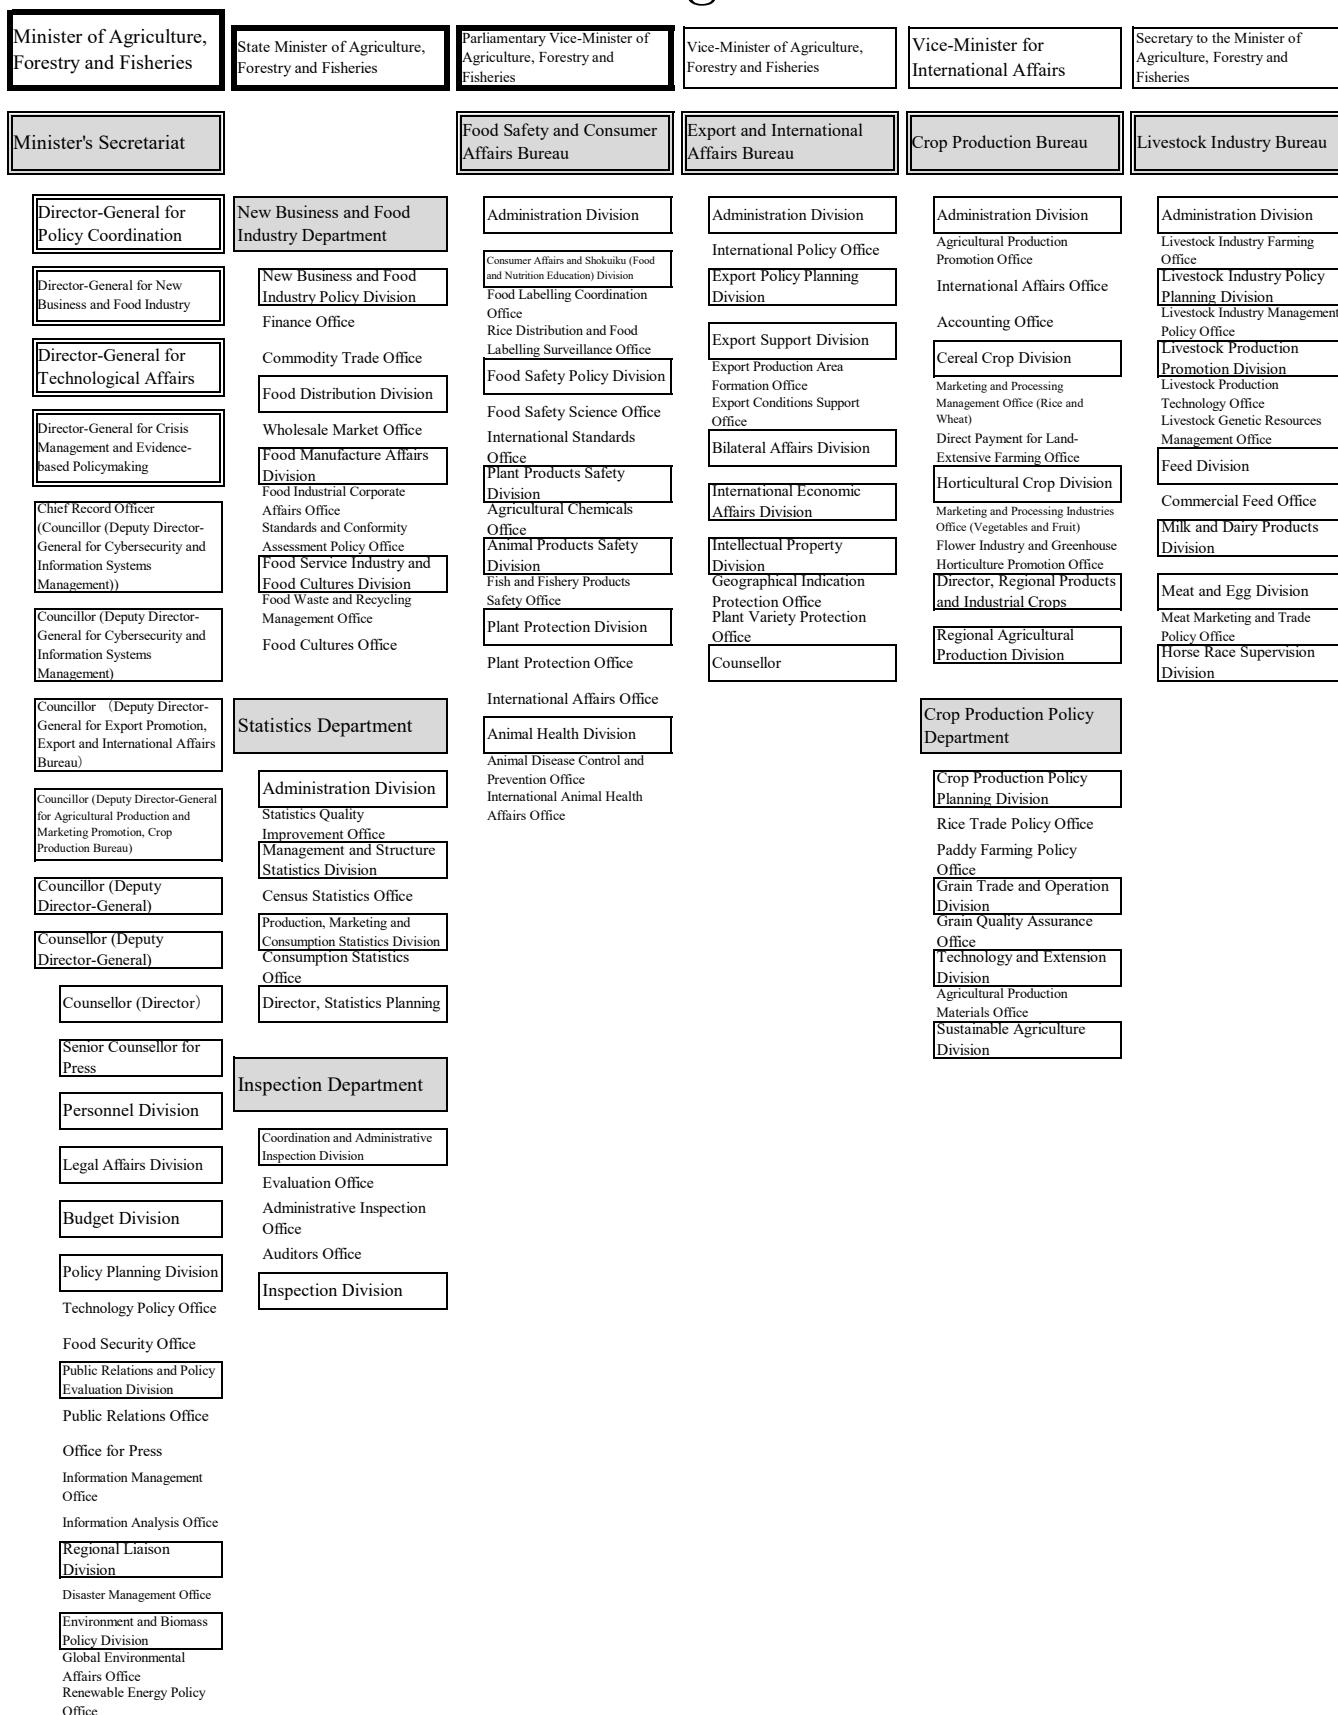 Minister of Agriculture,
Forestry and Fisheries
State Minister of Agriculture,
Forestry and Fisheries
Parliamentary Vice-Minister of
Agriculture, Forestry and
Fisheries
Vice-Minister of Agriculture,
Forestry and Fisheries
Vice-Minister for
International Affairs
Secretary to the Minister of
Agriculture, Forestry and
Fisheries
Minister's Secretariat
Food Safety and Consumer
Affairs Bureau
Export and International
Affairs Bureau
Crop Production Bureau
Livestock Industry Bureau
Director-General for
Policy Coordination
Director-General for New
Business and Food Industry
Director-General for
Technological Affairs
Director-General for Crisis
Management and Evidence-
based Policymaking
Chief Record Officer
(Councillor (Deputy Director-
General for Cybersecurity and
Information Systems
Management))
Councillor (Deputy Director-
General for Cybersecurity and
Information Systems
Management)
Councillor （Deputy Director-
General for Export Promotion,
Export and International Affairs
Bureau）
Councillor (Deputy Director-General
for Agricultural Production and
Marketing Promotion, Crop
Production Bureau)
Councillor (Deputy
Director-General)
Counsellor (Deputy
Director-General)
Counsellor (Director）
Senior Counsellor for
Press
Personnel Division
Legal Affairs Division
Budget Division
Policy Planning Division
Technology Policy Office
Food Security Office
Public Relations and Policy
Evaluation Division
Public Relations Office
Office for Press
Information Management
Office
Information Analysis Office
Regional Liaison
Division
Disaster Management Office
Environment and Biomass
Policy Division
Global Environmental
Affairs Office
Renewable Energy Policy
Office
New Business and Food
Industry Department
New Business and Food
Industry Policy Division
Finance Office
Commodity Trade Office
Food Distribution Division
Wholesale Market Office
Food Manufacture Affairs
Division
Food Industrial Corporate
Affairs Office
Standards and Conformity
Assessment Policy Office
Food Service Industry and
Food Cultures Division
Food Waste and Recycling
Management Office
Food Cultures Office
Statistics Department
Administration Division
Statistics Quality
Improvement Office
Management and Structure
Statistics Division
Census Statistics Office
Production, Marketing and
Consumption Statistics Division
Consumption Statistics
Office
Director, Statistics Planning
Inspection Department
Coordination and Administrative
Inspection Division
Evaluation Office
Administrative Inspection
Office
Auditors Office
Inspection Division
Administration Division
Consumer Affairs and Shokuiku (Food
and Nutrition Education) Division
Food Labelling Coordination
Office
Rice Distribution and Food
Labelling Surveillance Office
Food Safety Policy Division
Food Safety Science Office
International Standards
Office
Plant Products Safety
Division
Agricultural Chemicals
Office
Animal Products Safety
Division
Fish and Fishery Products
Safety Office
Plant Protection Division
Plant Protection Office
International Affairs Office
Animal Health Division
Animal Disease Control and
Prevention Office
International Animal Health
Affairs Office
Administration Division
International Policy Office
Export Policy Planning
Division
Export Support Division
Export Production Area
Formation Office
Export Conditions Support
Office
Bilateral Affairs Division
International Economic
Affairs Division
Intellectual Property
Division
Geographical Indication
Protection Office
Plant Variety Protection
Office
Counsellor
Administration Division
Agricultural Production
Promotion Office
International Affairs Office
Accounting Office
Cereal Crop Division
Marketing and Processing
Management Office (Rice and
Wheat)
Direct Payment for Land-
Extensive Farming Office
Horticultural Crop Division
Marketing and Processing Industries
Office (Vegetables and Fruit)
Flower Industry and Greenhouse
Horticulture Promotion Office
Director, Regional Products
and Industrial Crops
Regional Agricultural
Production Division
Crop Production Policy
Department
Crop Production Policy
Planning Division
Rice Trade Policy Office
Paddy Farming Policy
Office
Grain Trade and Operation
Division
Grain Quality Assurance
Office
Technology and Extension
Division
Agricultural Production
Materials Office
Sustainable Agriculture
Division
Administration Division
Livestock Industry Farming
Office
Livestock Industry Policy
Planning Division
Livestock Industry Management
Policy Office
Livestock Production
Promotion Division
Livestock Production
Technology Office
Livestock Genetic Resources
Management Office
Feed Division
Commercial Feed Office
Milk and Dairy Products
Division
Meat and Egg Division
Meat Marketing and Trade
Policy Office
Horse Race Supervision
Division